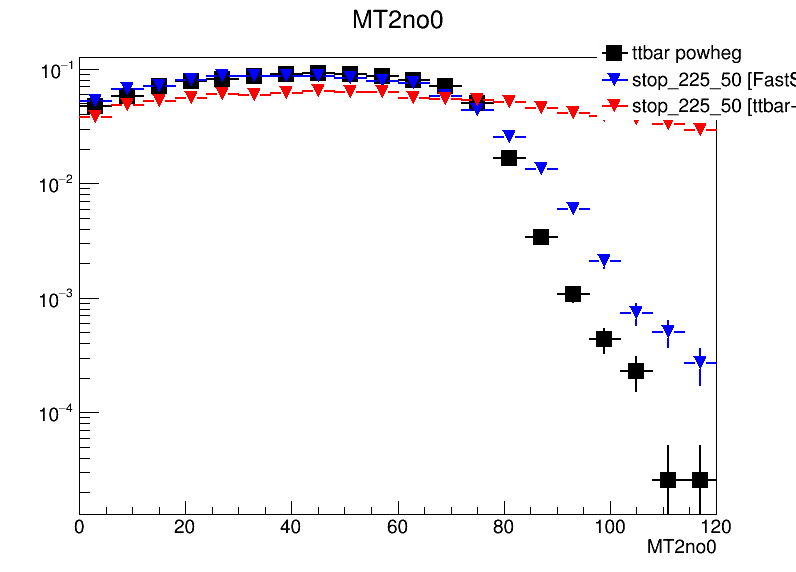 MT2no0
ttbar powheg
stop_225_50 [FastS
stop_225_50 [ttbar-
10⁻¹
10⁻²
10⁻³
10⁻⁴
0 20 40 60 80 100 120
MT2no0